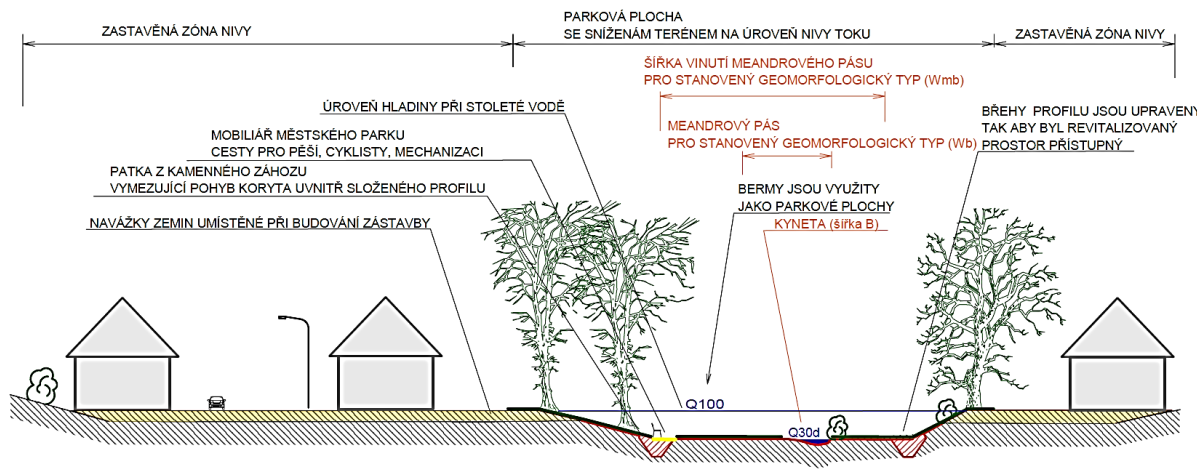 ZASTAVĚNÁ ZÓNA NIVY
PARKOVÁ PLOCHA
SE SNÍŽENÁM TERÉNEM NA ÚROVEŇ NIVY TOKU
ZASTAVĚNÁ ZÓNA NIVY
ŠÍŘKA VINUTÍ MEANDROVÉHO PÁSU
PRO STANOVENÝ GEOMORFOLOGICKÝ TYP (Wmb)
ÚROVEŇ HLADINY PŘI STOLETÉ VODĚ
MEANDROVÝ PÁS
PRO STANOVENÝ GEOMORFOLOGICKÝ TYP (Wb)
BŘEHY PROFILU JSOU UPRAVENY
TAK ABY BYL REVITALIZOVANÝ
PROSTOR PŘÍSTUPNÝ
MOBILIÁŘ MĚSTSKÉHO PARKU
CESTY PRO PĚŠÍ, CYKLISTY, MECHANIZACI
PATKA Z KAMENNÉHO ZÁHOZU
VYMEZUJÍCÍ POHYB KORYTA UVNITŘ SLOŽENÉHO PROFILU
BERMY JSOU VYUŽITY
JAKO PARKOVÉ PLOCHY
NAVÁŽKY ZEMIN UMÍSTĚNÉ PŘI BUDOVÁNÍ ZÁSTAVBY
KYNETA (šířka B)
Q100
Q30d